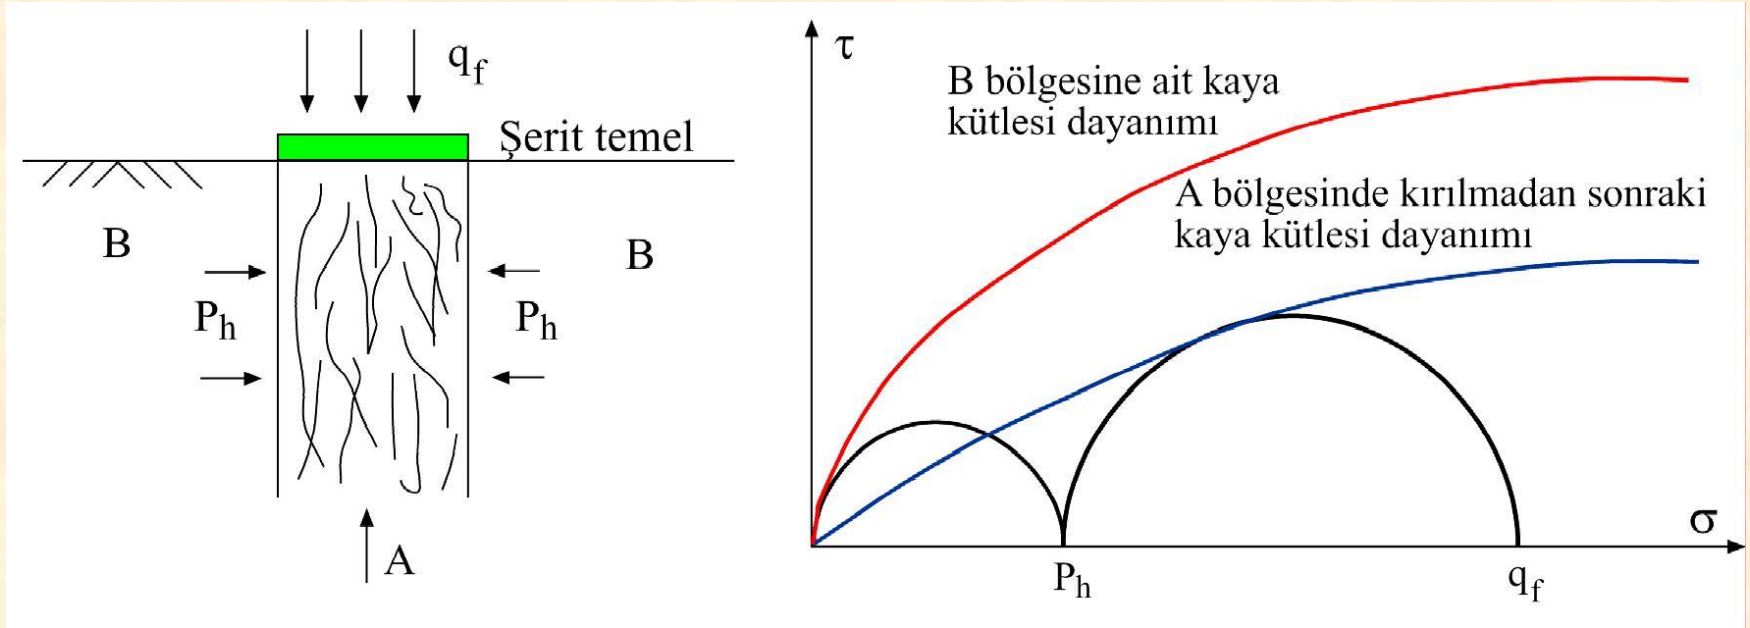 q_f
Şerit temel
B
B
P_h
P_h
A
τ
B bölgesine ait kaya
kütlesi dayanımı
A bölgesinde kırılmadan sonraki
kaya kütlesi dayanımı
σ
P_h
q_f